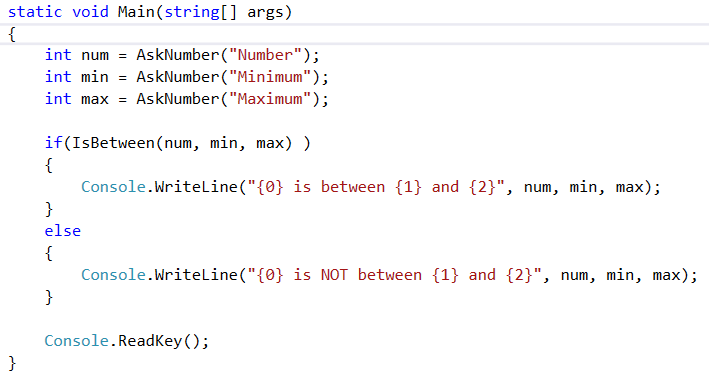 static void Main(string[] args)
{
    int num = AskNumber("Number");
    int min = AskNumber("Minimum");
    int max = AskNumber("Maximum");

    if(IsBetween(num, min, max) )
    {
        Console.WriteLine("{0} is between {1} and {2}", num, min, max);
    }
    else
    {
        Console.WriteLine("{0} is NOT between {1} and {2}", num, min, max);
    }

    Console.ReadKey();
}